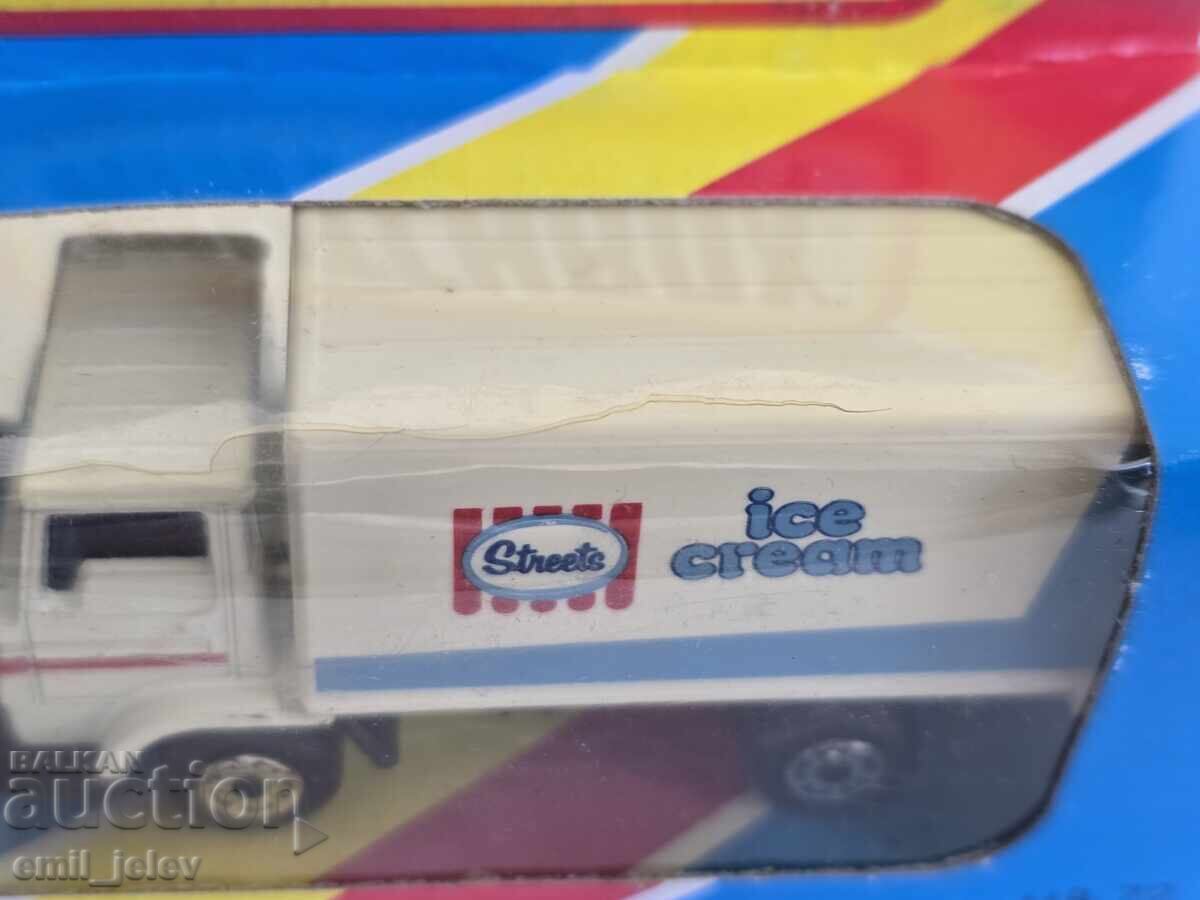 Streets
ice
cream
BALKAN
auction
emil_jelev